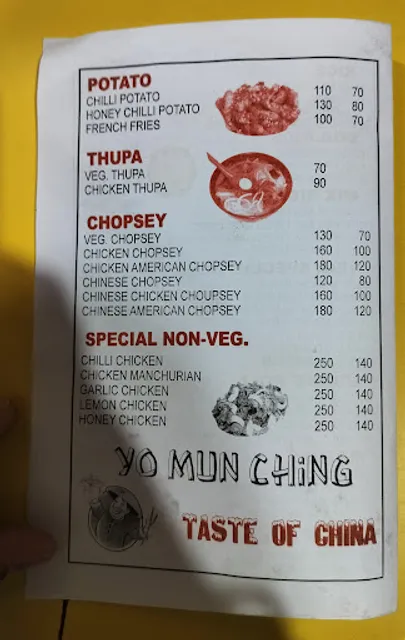 POTATO
CHILLI POTATO 110 70
HONEY CHILLI POTATO 130 80
FRENCH FRIES 100 70
THUPA
VEG. THUPA 70
CHICKEN THUPA 90
CHOPSEY
VEG. CHOPSEY 130 70
CHICKEN CHOPSEY 160 100
CHICKEN AMERICAN CHOPSEY 180 120
CHINESE CHOPSEY 120 80
CHINESE CHICKEN CHOUPSEY 160 100
CHINESE AMERICAN CHOPSEY 180 120
SPECIAL NON-VEG.
CHILLI CHICKEN 250 140
CHICKEN MANCHURIAN 250 140
GARLIC CHICKEN 250 140
LEMON CHICKEN 250 140
HONEY CHICKEN 250 140
YO MUN CHiNG
TASTE OF CHINA